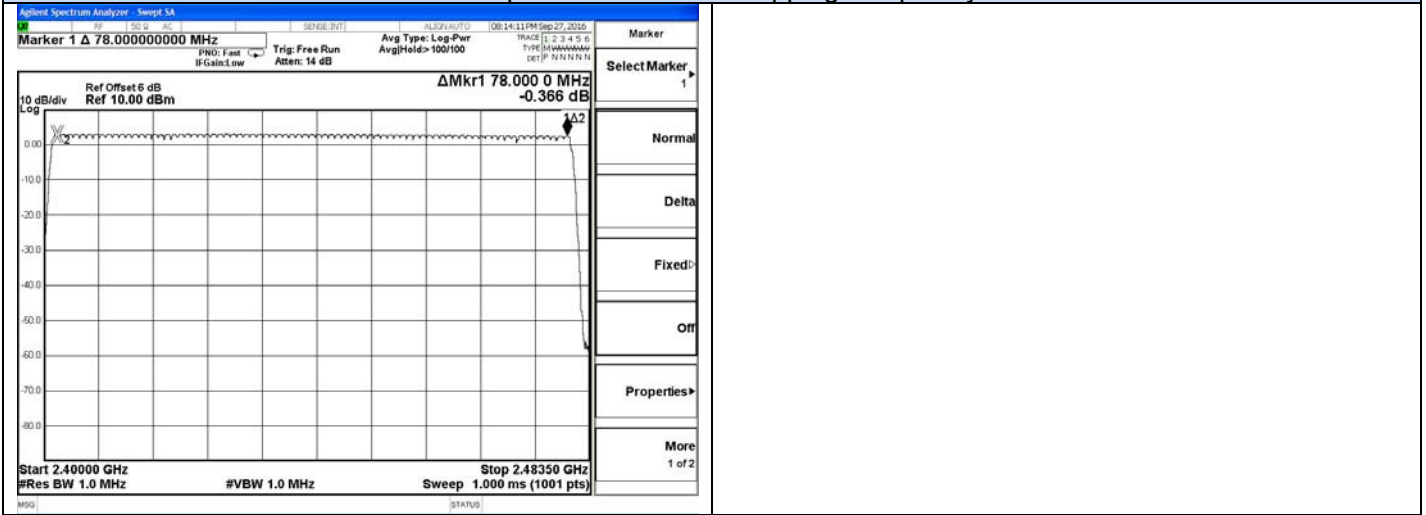 Agilent Spectrum Analyzer - Swept SA
RF 50 Ω AC SENSE:INT ALIGN AUTO 08:14:11 PM Sep 27, 2016
Marker 1 Δ 78.000000000 MHz
PNO: Fast
IFGain:Low
Trig: Free Run
Atten: 14 dB
Avg Type: Log-Pwr
Avg|Hold:>100/100
TRACE 1 2 3 4 5 6
TYPE M WWWWW
DET P N N N N N
Marker
Select Marker
1
Normal
Delta
Fixed
Off
Properties
More
1 of 2
ΔMkr1 78.000 0 MHz
-0.366 dB
Ref Offset 6 dB
10 dB/div Ref 10.00 dBm
Log
1Δ2
X2
0.00
-10.0
-20.0
-30.0
-40.0
-50.0
-60.0
-70.0
-80.0
Start 2.40000 GHz Stop 2.48350 GHz
#Res BW 1.0 MHz #VBW 1.0 MHz Sweep 1.000 ms (1001 pts)
MSG STATUS